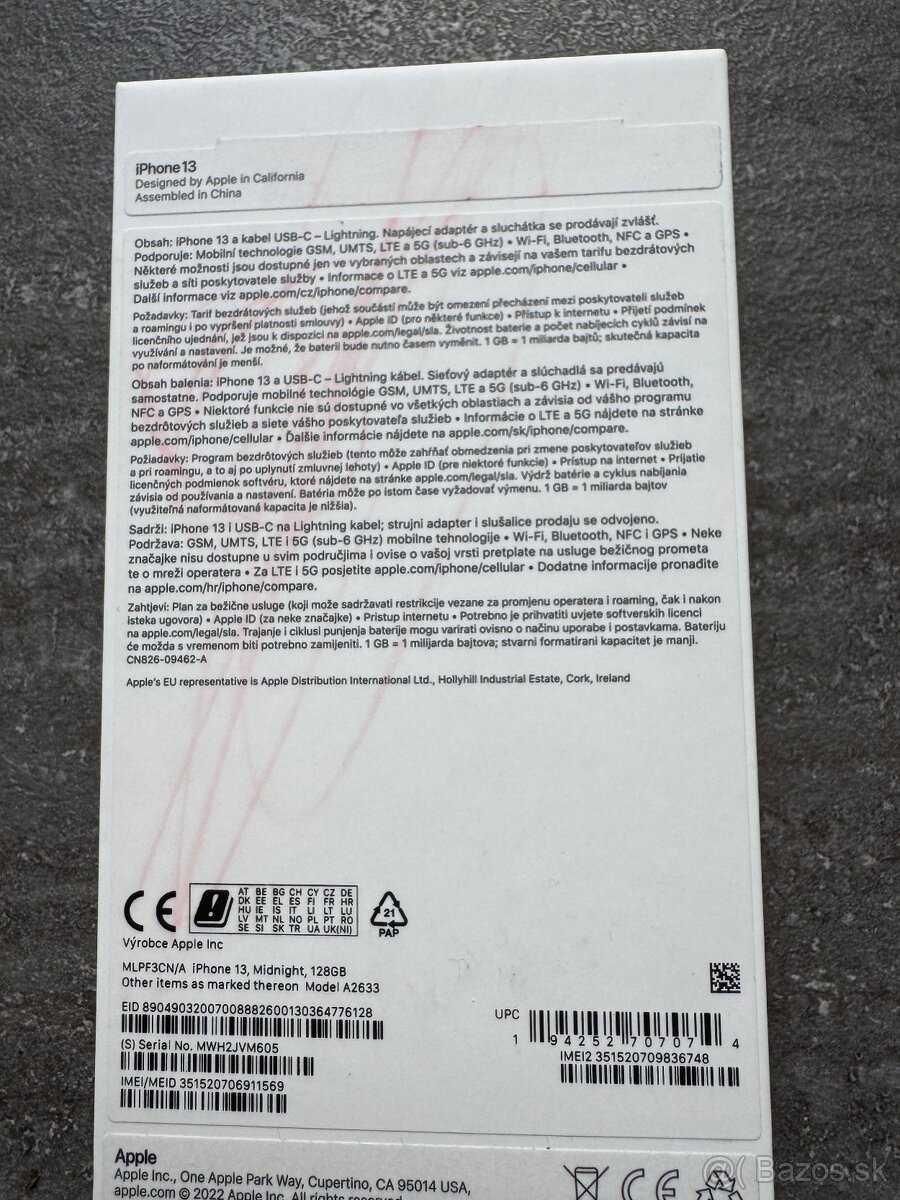 iPhone 13
Designed by Apple in California
Assembled in China
Obsah: iPhone 13 a kabel USB-C – Lightning. Napájecí adaptér a sluchátka se prodávají zvlášť.
Podporuje: Mobilní technologie GSM, UMTS, LTE a 5G (sub-6 GHz) • Wi-Fi, Bluetooth, NFC a GPS •
Některé možnosti jsou dostupné jen ve vybraných oblastech a závisejí na vašem tarifu bezdrátových
služeb a síti poskytovatele služby • Informace o LTE a 5G viz apple.com/iphone/cellular •
Další informace viz apple.com/cz/iphone/compare.
Požadavky: Tarif bezdrátových služeb (jehož součástí může být omezení přecházení mezi poskytovateli služeb
a roamingu i po vypršení platnosti smlouvy) • Apple ID (pro některé funkce) • Přístup k internetu • Přijetí podmínek
licenčního ujednání, jež jsou k dispozici na apple.com/legal/sla. Životnost baterie a počet nabíjecích cyklů závisí na
využívání a nastavení. Je možné, že baterii bude nutno časem vyměnit. 1 GB = 1 miliarda bajtů; skutečná kapacita
po naformátování je menší.
Obsah balenia: iPhone 13 a USB-C – Lightning kábel. Sieťový adaptér a slúchadlá sa predávajú
samostatne. Podporuje mobilné technológie GSM, UMTS, LTE a 5G (sub-6 GHz) • Wi-Fi, Bluetooth,
NFC a GPS • Niektoré funkcie nie sú dostupné vo všetkých oblastiach a závisia od vášho programu
bezdrôtových služieb a siete vášho poskytovateľa služieb • Informácie o LTE a 5G nájdete na stránke
apple.com/iphone/cellular • Ďalšie informácie nájdete na apple.com/sk/iphone/compare.
Požiadavky: Program bezdrôtových služieb (tento môže zahŕňať obmedzenia pri zmene poskytovateľov služieb
a pri roamingu, a to aj po uplynutí zmluvnej lehoty) • Apple ID (pre niektoré funkcie) • Prístup na internet • Prijatie
licenčných podmienok softvéru, ktoré nájdete na stránke apple.com/legal/sla. Výdrž batérie a cyklus nabíjania
závisia od používania a nastavení. Batéria môže po istom čase vyžadovať výmenu. 1 GB = 1 miliarda bajtov
(využiteľná naformátovaná kapacita je nižšia).
Sadrži: iPhone 13 i USB-C na Lightning kabel; strujni adapter i slušalice prodaju se odvojeno.
Podržava: GSM, UMTS, LTE i 5G (sub-6 GHz) mobilne tehnologije • Wi-Fi, Bluetooth, NFC i GPS • Neke
značajke nisu dostupne u svim područjima i ovise o vašoj vrsti pretplate na usluge bežičnog prometa
te o mreži operatera • Za LTE i 5G posjetite apple.com/iphone/cellular • Dodatne informacije pronađite
na apple.com/hr/iphone/compare.
Zahtjevi: Plan za bežične usluge (koji može sadržavati restrikcije vezane za promjenu operatera i roaming, čak i nakon
isteka ugovora) • Apple ID (za neke značajke) • Pristup internetu • Potrebno je prihvatiti uvjete softverskih licenci
na apple.com/legal/sla. Trajanje i ciklusi punjenja baterije mogu varirati ovisno o načinu uporabe i postavkama. Bateriju
će možda s vremenom biti potrebno zamijeniti. 1 GB = 1 milijarda bajtova; stvarni formatirani kapacitet je manji.
CN826-09462-A
Apple's EU representative is Apple Distribution International Ltd., Hollyhill Industrial Estate, Cork, Ireland
CE
AT BE BG CH CY CZ DE
DK EE EL ES FI FR HR
HU IE IS IT LI LT LU
LV MT NL NO PL PT RO
SE SI SK TR UA UK(NI)
21
PAP
Výrobce Apple Inc
MLPF3CN/A iPhone 13, Midnight, 128GB
Other items as marked thereon Model A2633
EID 89049032007008882600130364776128
(S) Serial No. MWH2JVM605
IMEI/MEID 351520706911569
UPC
1 94252 70707 4
IMEI2 351520709836748
Apple
Apple Inc., One Apple Park Way, Cupertino, CA 95014 USA,
apple.com © 2022 Apple Inc. All rights reserved
CE
@ Bazos.sk